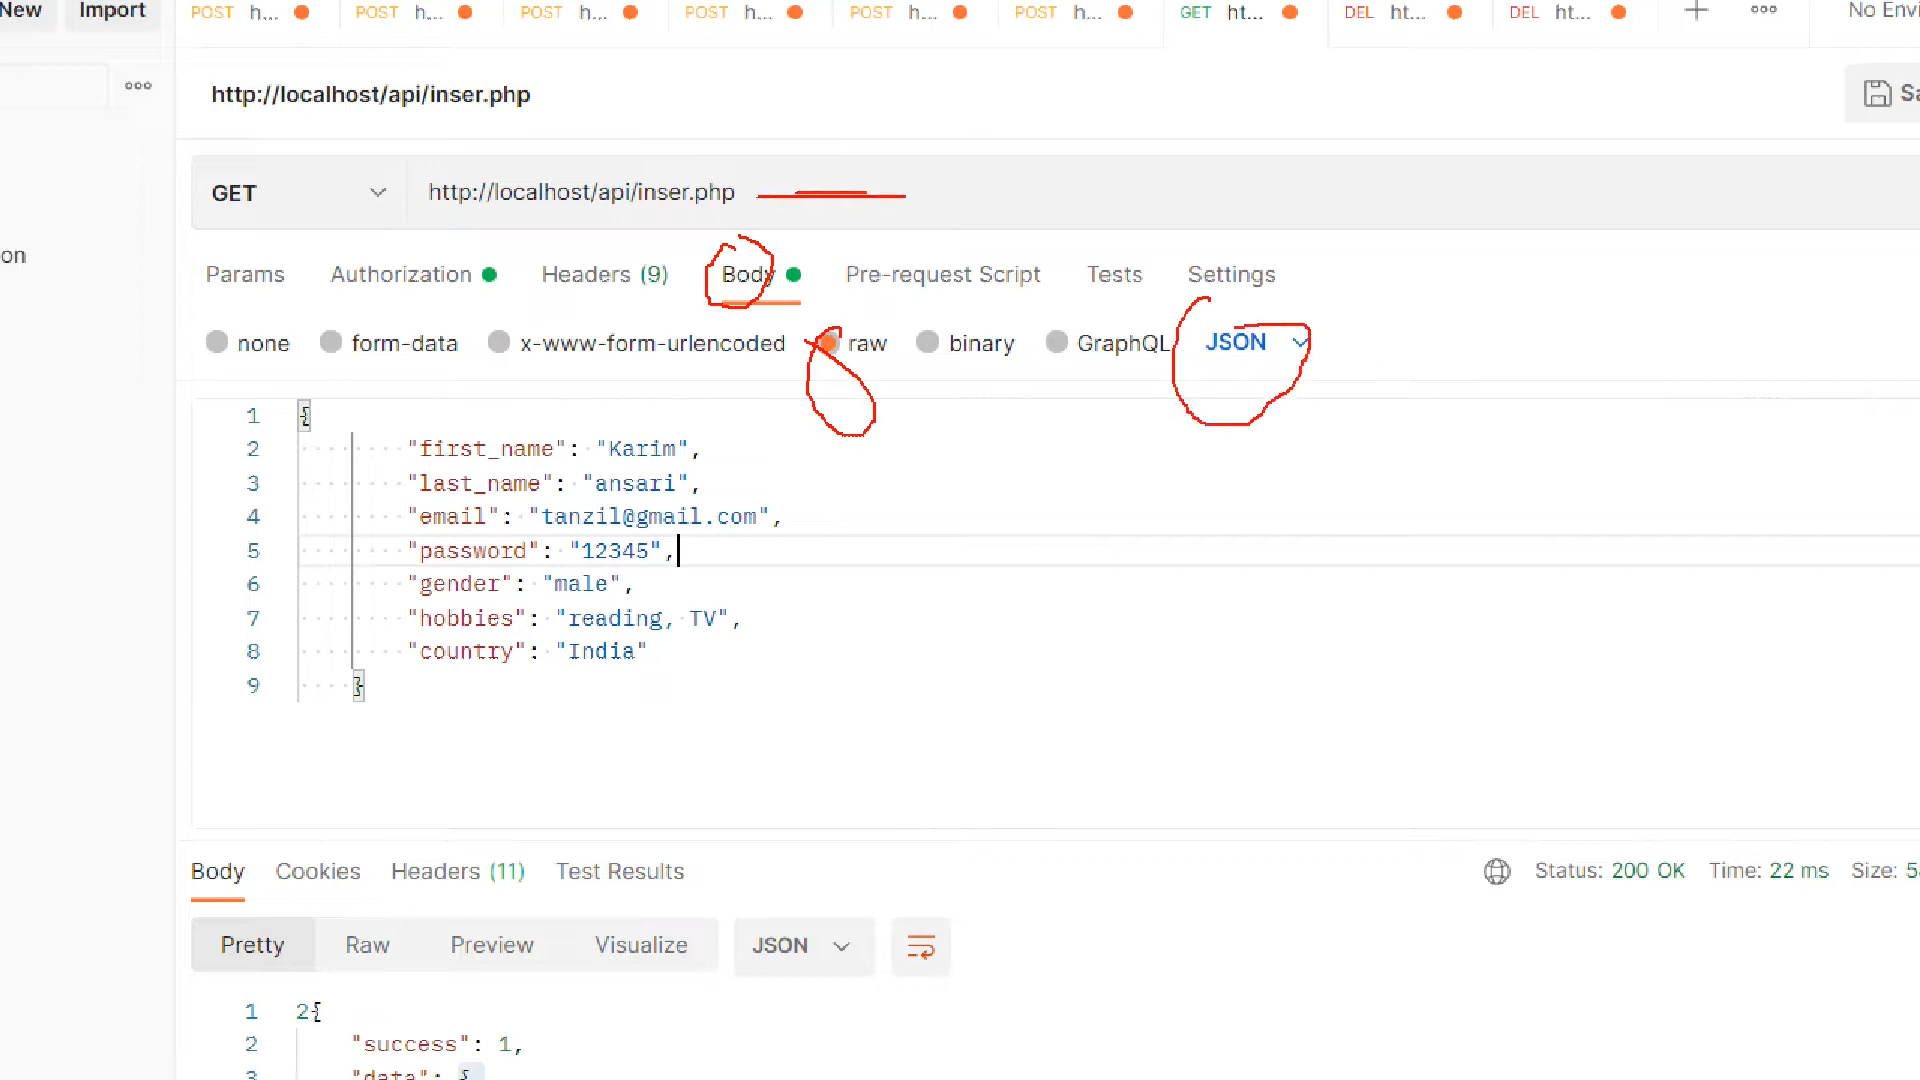 New Import POST h... POST h... POST h... POST h... POST h... POST h... GET ht... DEL ht... DEL ht... No Envi
http://localhost/api/inser.php Sa
GET http://localhost/api/inser.php
on
Params Authorization Headers (9) Body Pre-request Script Tests Settings
none form-data x-www-form-urlencoded raw binary GraphQL JSON
1 {
2 "first_name": "Karim",
3 "last_name": "ansari",
4 "email": "tanzil@gmail.com",
5 "password": "12345",
6 "gender": "male",
7 "hobbies": "reading, TV",
8 "country": "India"
9 }
Body Cookies Headers (11) Test Results Status: 200 OK Time: 22 ms Size: 5
Pretty Raw Preview Visualize JSON
1 2{
2 "success": 1,
3 "data": {